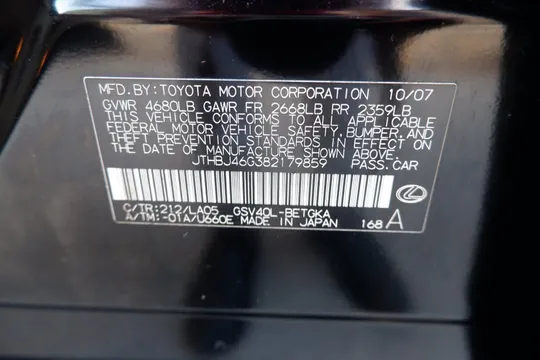 MFD.BY:TOYOTA MOTOR CORPORATION 10/07
GVWR 4680LB GAWR FR 2668LB RR 2359LB
THIS VEHICLE CONFORMS TO ALL APPLICABLE
FEDERAL MOTOR VEHICLE SAFETY,BUMPER,AND
THEFT PREVENTION STANDARDS IN EFFECT ON
THE DATE OF MANUFACTURE SHOWN ABOVE.
JTHBJ46G382179859 PASS.CAR
C/TR:212/LA05 GSV40L-BETGKA
A/TM:-01A/U660E MADE IN JAPAN 168 A